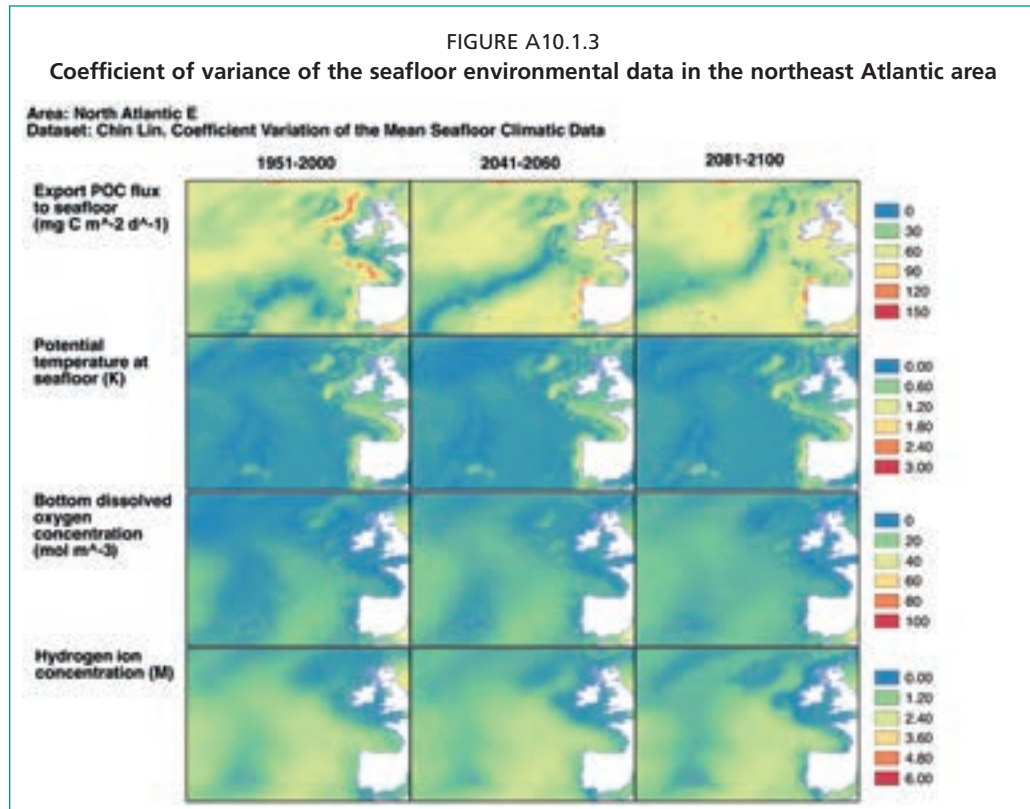 FIGURE A10.1.3
Coefficient of variance of the seafloor environmental data in the northeast Atlantic area
Area: North Atlantic E
Dataset: Chin Lin, Coefficient Variation of the Mean Seafloor Climatic Data
1951-2000 2041-2060 2081-2100
Export POC flux
to seafloor
(mg C m^-2 d^-1)
0
30
60
90
120
150
Potential
temperature at
seafloor (K)
0.00
0.60
1.20
1.80
2.40
3.00
Bottom dissolved
oxygen
concentration
(mol m^-3)
0
20
40
60
80
100
Hydrogen ion
concentration (M)
0.00
1.20
2.40
3.60
4.80
6.00